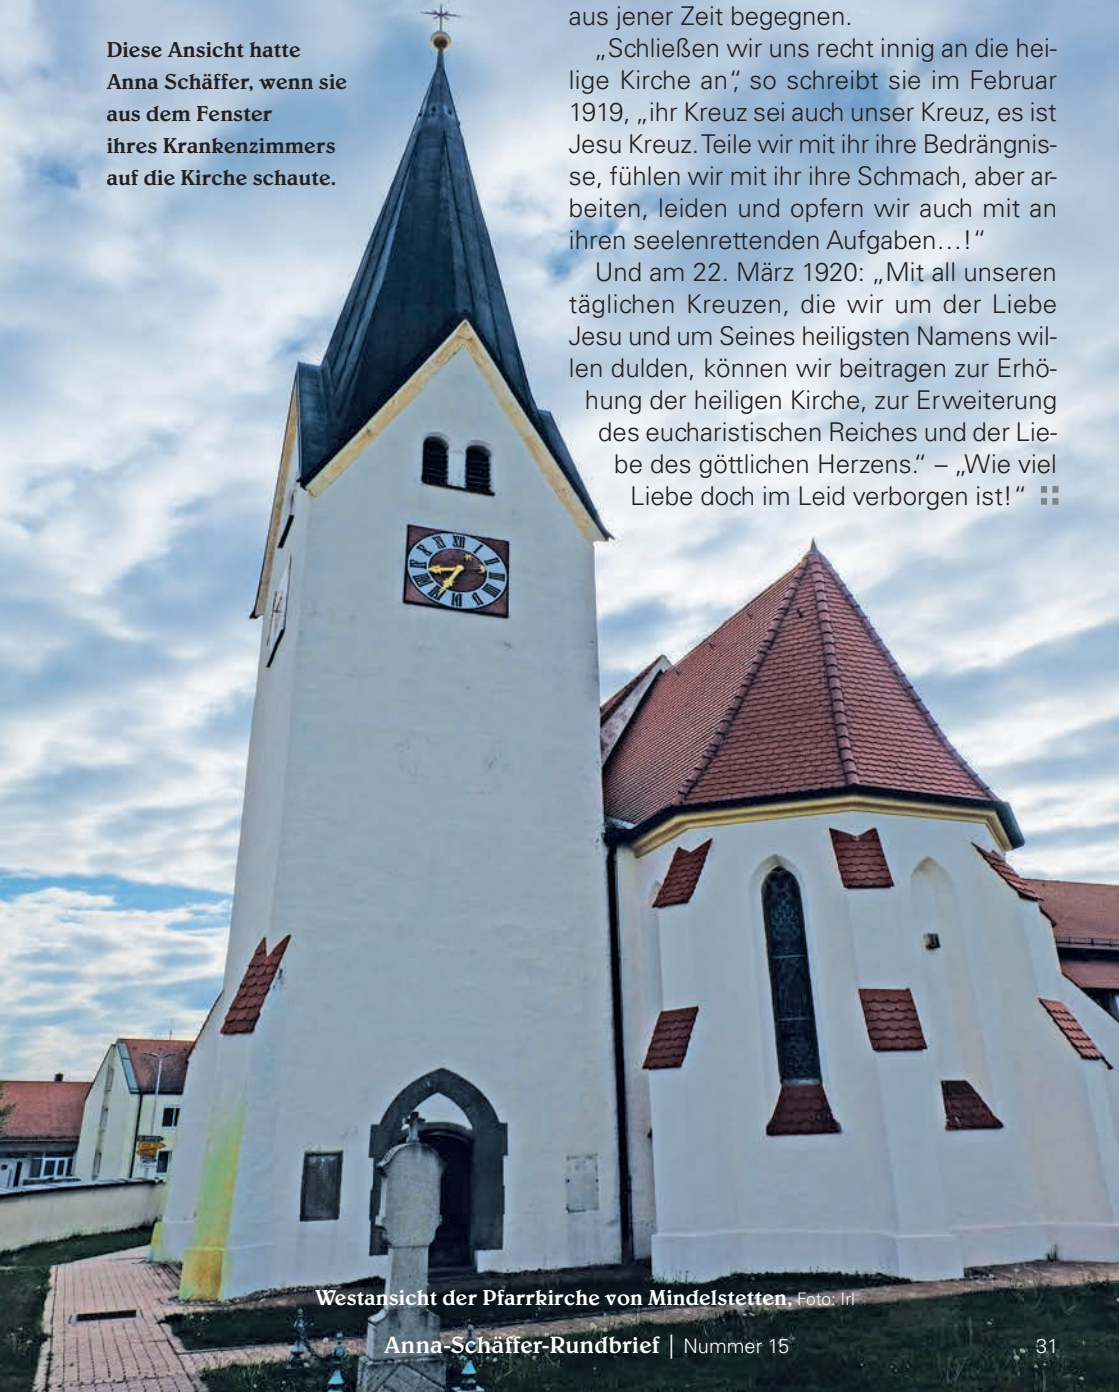 Diese Ansicht hatte
Anna Schäffer, wenn sie
aus dem Fenster
ihres Krankenzimmers
auf die Kirche schaute.
aus jener Zeit begegnen.
„Schließen wir uns recht innig an die hei-
lige Kirche an“, so schreibt sie im Februar
1919, „ihr Kreuz sei auch unser Kreuz, es ist
Jesu Kreuz. Teile wir mit ihr ihre Bedrängnis-
se, fühlen wir mit ihr ihre Schmach, aber ar-
beiten, leiden und opfern wir auch mit an
ihren seelenrettenden Aufgaben…!“
Und am 22. März 1920: „Mit all unseren
täglichen Kreuzen, die wir um der Liebe
Jesu und um Seines heiligsten Namens wil-
len dulden, können wir beitragen zur Erhö-
hung der heiligen Kirche, zur Erweiterung
des eucharistischen Reiches und der Lie-
be des göttlichen Herzens.“ – „Wie viel
Liebe doch im Leid verborgen ist!“
Westansicht der Pfarrkirche von Mindelstetten, Foto: Irl
Anna-Schäffer-Rundbrief | Nummer 15
31